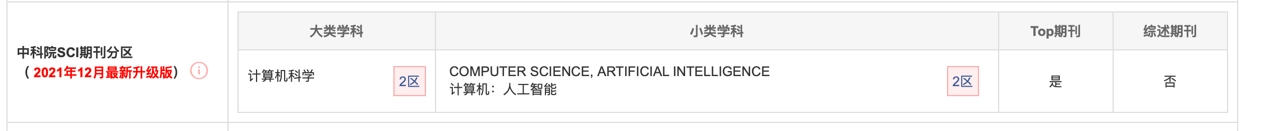 中科院SCI期刊分区
（ 2021年12月最新升级版）
大类学科 小类学科 Top期刊 综述期刊
计算机科学 2区 COMPUTER SCIENCE, ARTIFICIAL INTELLIGENCE 2区 是 否
计算机：人工智能